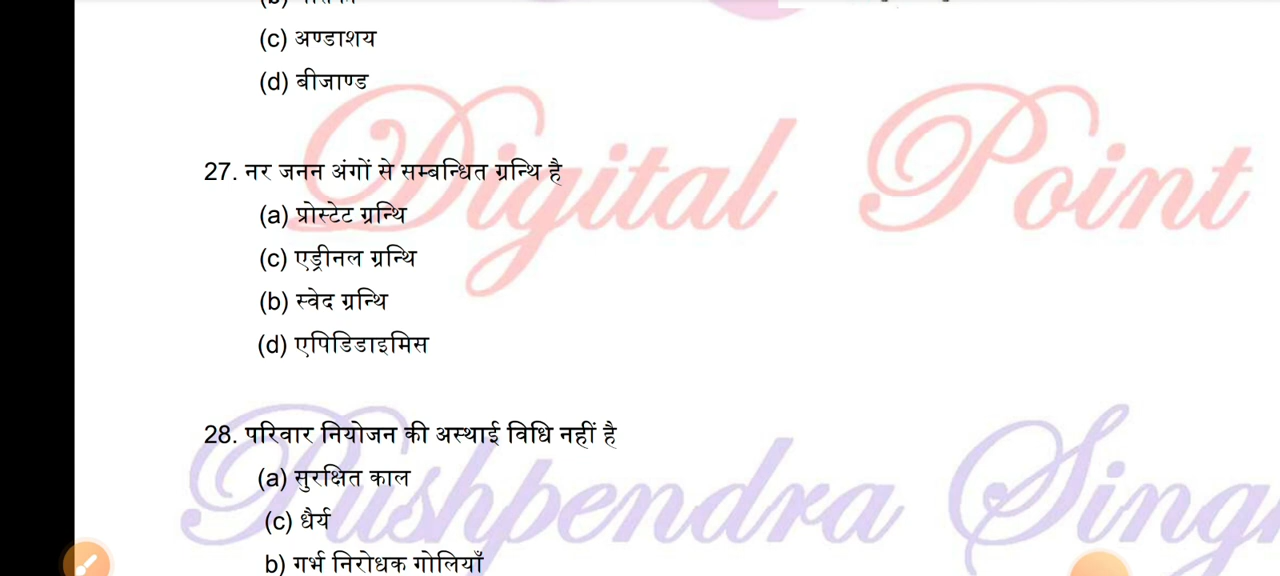 (c) अण्डाशय
(d) बीजाण्ड
Digital Point
27. नर जनन अंगों से सम्बन्धित ग्रन्थि है
(a) प्रोस्टेट ग्रन्थि
(c) एड्रीनल ग्रन्थि
(b) स्वेद ग्रन्थि
(d) एपिडिडाइमिस
28. परिवार नियोजन की अस्थाई विधि नहीं है
(a) सुरक्षित काल
Pushpendra Sing
(c) धैर्य
b) गर्भ निरोधक गोलियाँ